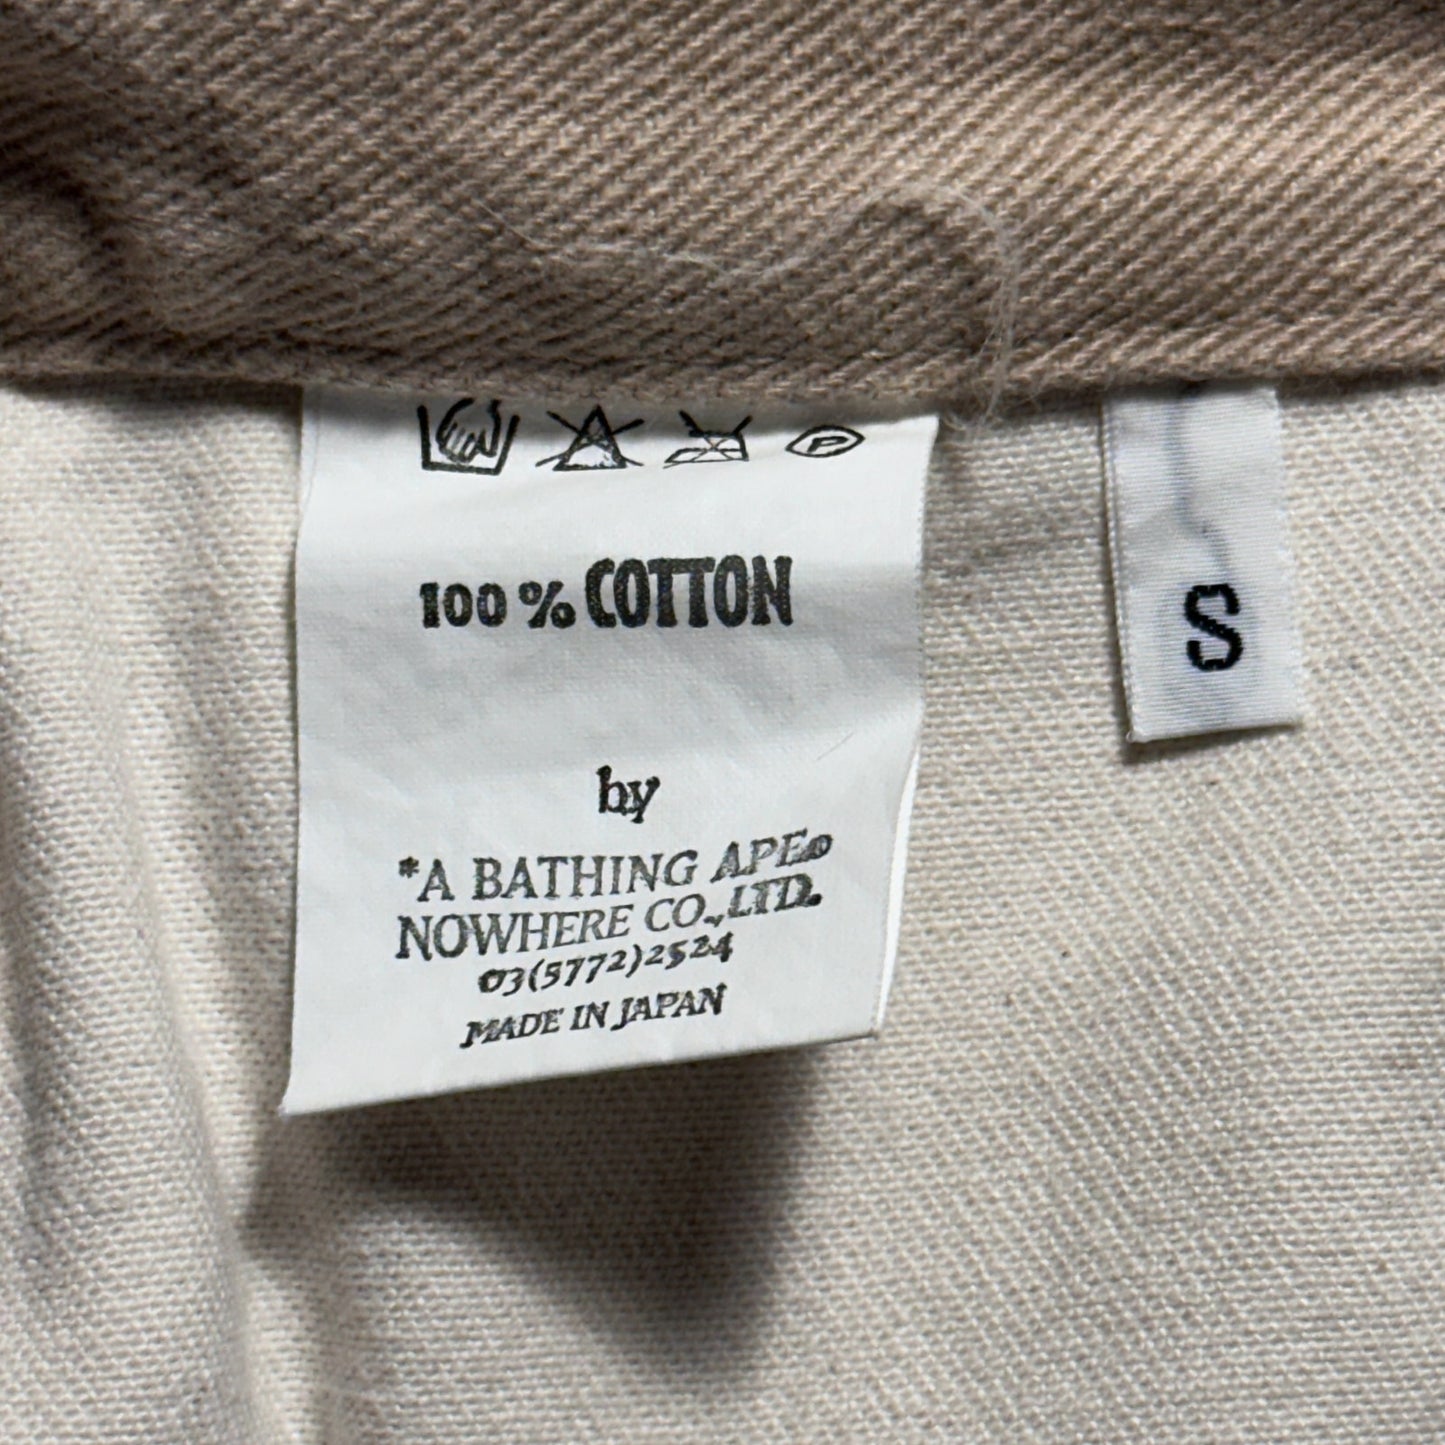 100% COTTON
by
*A BATHING APE®
NOWHERE CO.,LTD.
03(5772)2524
MADE IN JAPAN
S